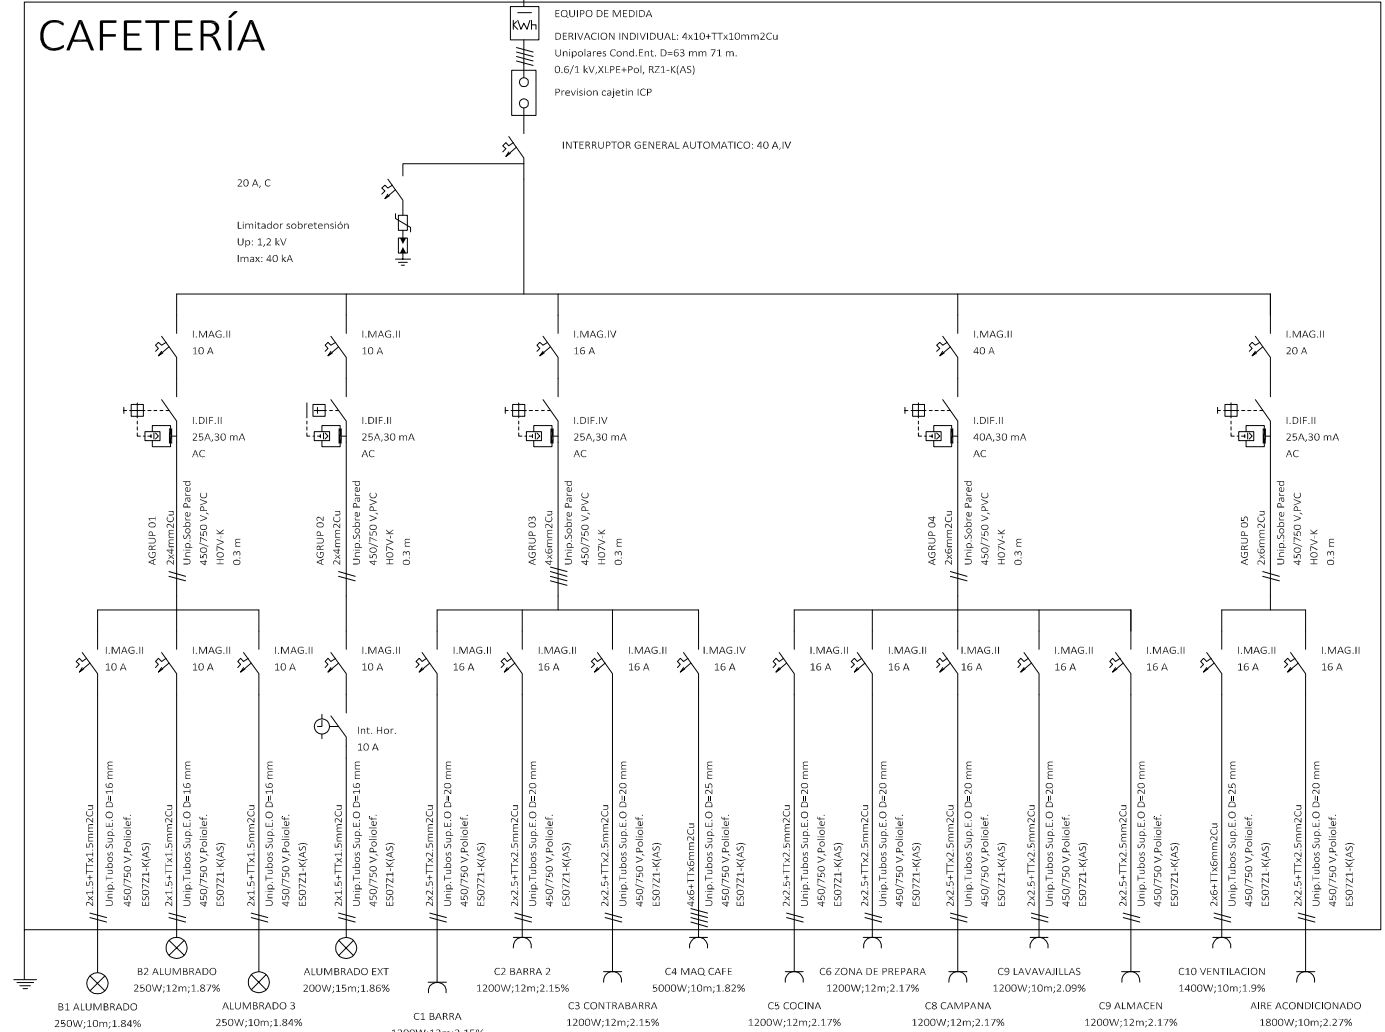 CAFETERÍA
KWh
EQUIPO DE MEDIDA
DERIVACION INDIVIDUAL: 4x10+TTx10mm2Cu
Unipolares Cond.Ent. D=63 mm 71 m.
0.6/1 kV,XLPE+Pol, RZ1-K(AS)
Prevision cajetin ICP
INTERRUPTOR GENERAL AUTOMATICO: 40 A,IV
20 A, C
Limitador sobretensión
Up: 1,2 kV
Imax: 40 kA
I.MAG.II
10 A
I.MAG.II
10 A
I.MAG.IV
16 A
I.MAG.II
40 A
I.MAG.II
20 A
I.DIF.II
25A,30 mA
AC
I.DIF.II
25A,30 mA
AC
I.DIF.IV
25A,30 mA
AC
I.DIF.II
40A,30 mA
AC
I.DIF.II
25A,30 mA
AC
AGRUP 01
2x4mm2Cu
Unip.Sobre Pared
450/750 V,PVC
H07V-K
0.3 m
AGRUP 02
2x4mm2Cu
Unip.Sobre Pared
450/750 V,PVC
H07V-K
0.3 m
AGRUP 03
4x6mm2Cu
Unip.Sobre Pared
450/750 V,PVC
H07V-K
0.3 m
AGRUP 04
2x6mm2Cu
Unip.Sobre Pared
450/750 V,PVC
H07V-K
0.3 m
AGRUP 05
2x6mm2Cu
Unip.Sobre Pared
450/750 V,PVC
H07V-K
0.3 m
I.MAG.II
10 A
I.MAG.II
10 A
I.MAG.II
10 A
I.MAG.II
10 A
I.MAG.II
16 A
I.MAG.II
16 A
I.MAG.II
16 A
I.MAG.IV
16 A
I.MAG.II
16 A
I.MAG.II
16 A
I.MAG.II
16 A
I.MAG.II
16 A
I.MAG.II
16 A
I.MAG.II
16 A
I.MAG.II
16 A
Int. Hor.
10 A
2x1.5+TTx1.5mm2Cu
Unip.Tubos Sup.E.O D=16 mm
450/750 V,Poliolef.
ES07Z1-K(AS)
2x1.5+TTx1.5mm2Cu
Unip.Tubos Sup.E.O D=16 mm
450/750 V,Poliolef.
ES07Z1-K(AS)
2x1.5+TTx1.5mm2Cu
Unip.Tubos Sup.E.O D=16 mm
450/750 V,Poliolef.
ES07Z1-K(AS)
2x1.5+TTx1.5mm2Cu
Unip.Tubos Sup.E.O D=16 mm
450/750 V,Poliolef.
ES07Z1-K(AS)
2x2.5+TTx2.5mm2Cu
Unip.Tubos Sup.E.O D=20 mm
450/750 V,Poliolef.
ES07Z1-K(AS)
2x2.5+TTx2.5mm2Cu
Unip.Tubos Sup.E.O D=20 mm
450/750 V,Poliolef.
ES07Z1-K(AS)
2x2.5+TTx2.5mm2Cu
Unip.Tubos Sup.E.O D=20 mm
450/750 V,Poliolef.
ES07Z1-K(AS)
4x6+TTx6mm2Cu
Unip.Tubos Sup.E.O D=25 mm
450/750 V,Poliolef.
ES07Z1-K(AS)
2x2.5+TTx2.5mm2Cu
Unip.Tubos Sup.E.O D=20 mm
450/750 V,Poliolef.
ES07Z1-K(AS)
2x2.5+TTx2.5mm2Cu
Unip.Tubos Sup.E.O D=20 mm
450/750 V,Poliolef.
ES07Z1-K(AS)
2x2.5+TTx2.5mm2Cu
Unip.Tubos Sup.E.O D=20 mm
450/750 V,Poliolef.
ES07Z1-K(AS)
2x2.5+TTx2.5mm2Cu
Unip.Tubos Sup.E.O D=20 mm
450/750 V,Poliolef.
ES07Z1-K(AS)
2x2.5+TTx2.5mm2Cu
Unip.Tubos Sup.E.O D=20 mm
450/750 V,Poliolef.
ES07Z1-K(AS)
2x6+TTx6mm2Cu
Unip.Tubos Sup.E.O D=25 mm
450/750 V,Poliolef.
ES07Z1-K(AS)
2x2.5+TTx2.5mm2Cu
Unip.Tubos Sup.E.O D=20 mm
450/750 V,Poliolef.
ES07Z1-K(AS)
B1 ALUMBRADO
250W;10m;1.84%
B2 ALUMBRADO
250W;12m;1.87%
ALUMBRADO 3
250W;10m;1.84%
ALUMBRADO EXT
200W;15m;1.86%
C1 BARRA
1200W;12m;2.15%
C2 BARRA 2
1200W;12m;2.15%
C3 CONTRABARRA
1200W;12m;2.15%
C4 MAQ CAFE
5000W;10m;1.82%
C5 COCINA
1200W;12m;2.17%
C6 ZONA DE PREPARA
1200W;12m;2.17%
C8 CAMPANA
1200W;12m;2.17%
C9 LAVAVAJILLAS
1200W;10m;2.09%
C9 ALMACEN
1200W;12m;2.17%
C10 VENTILACION
1400W;10m;1.9%
AIRE ACONDICIONADO
1800W;10m;2.27%